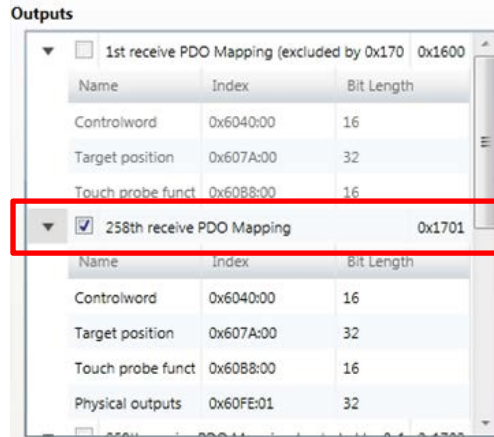 Outputs
1st receive PDO Mapping (excluded by 0x170 0x1600
Name Index Bit Length
Controlword 0x6040:00 16
Target position 0x607A:00 32
Touch probe funct 0x60B8:00 16
258th receive PDO Mapping 0x1701
Name Index Bit Length
Controlword 0x6040:00 16
Target position 0x607A:00 32
Touch probe funct 0x60B8:00 16
Physical outputs 0x60FE:01 32